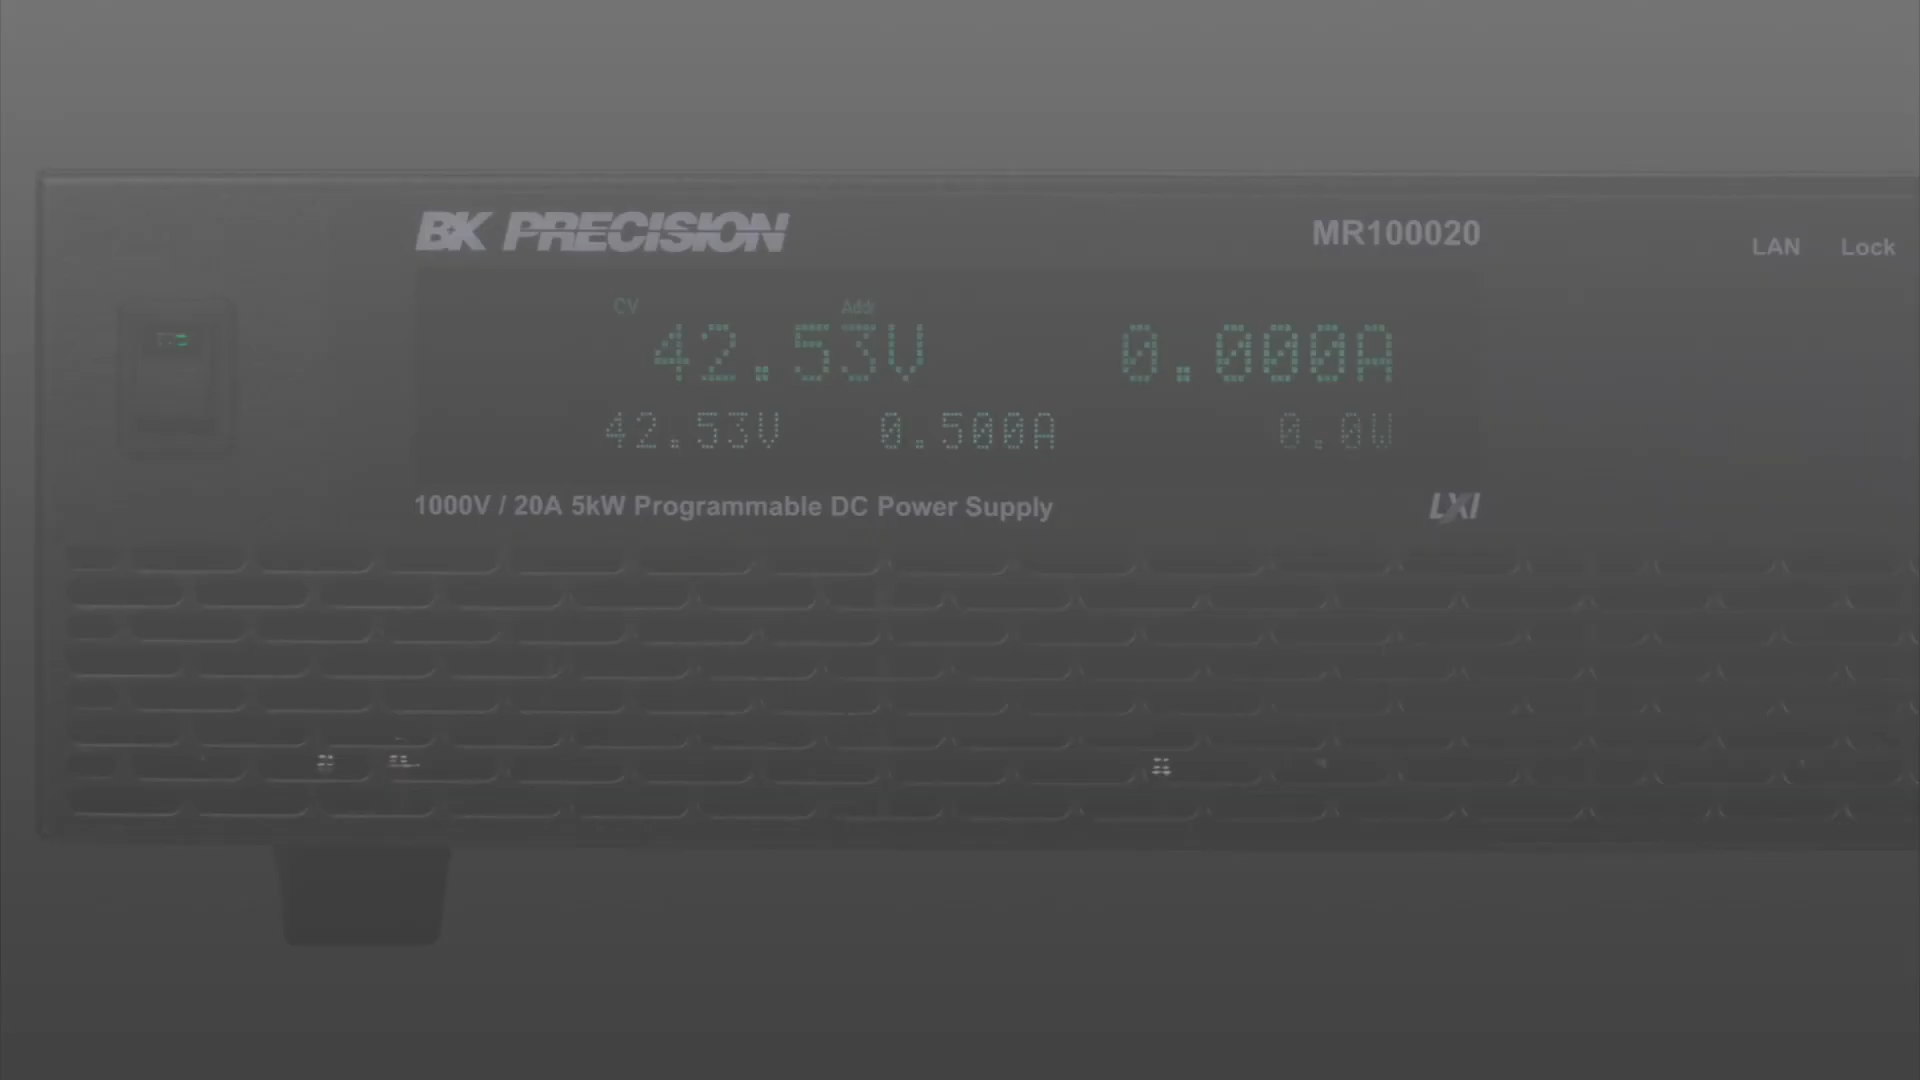 BK PRECISION
MR100020
LAN Lock
CV Addr
42.53V 0.000A
42.53V 0.500A 0.0W
1000V / 20A 5kW Programmable DC Power Supply
LXI